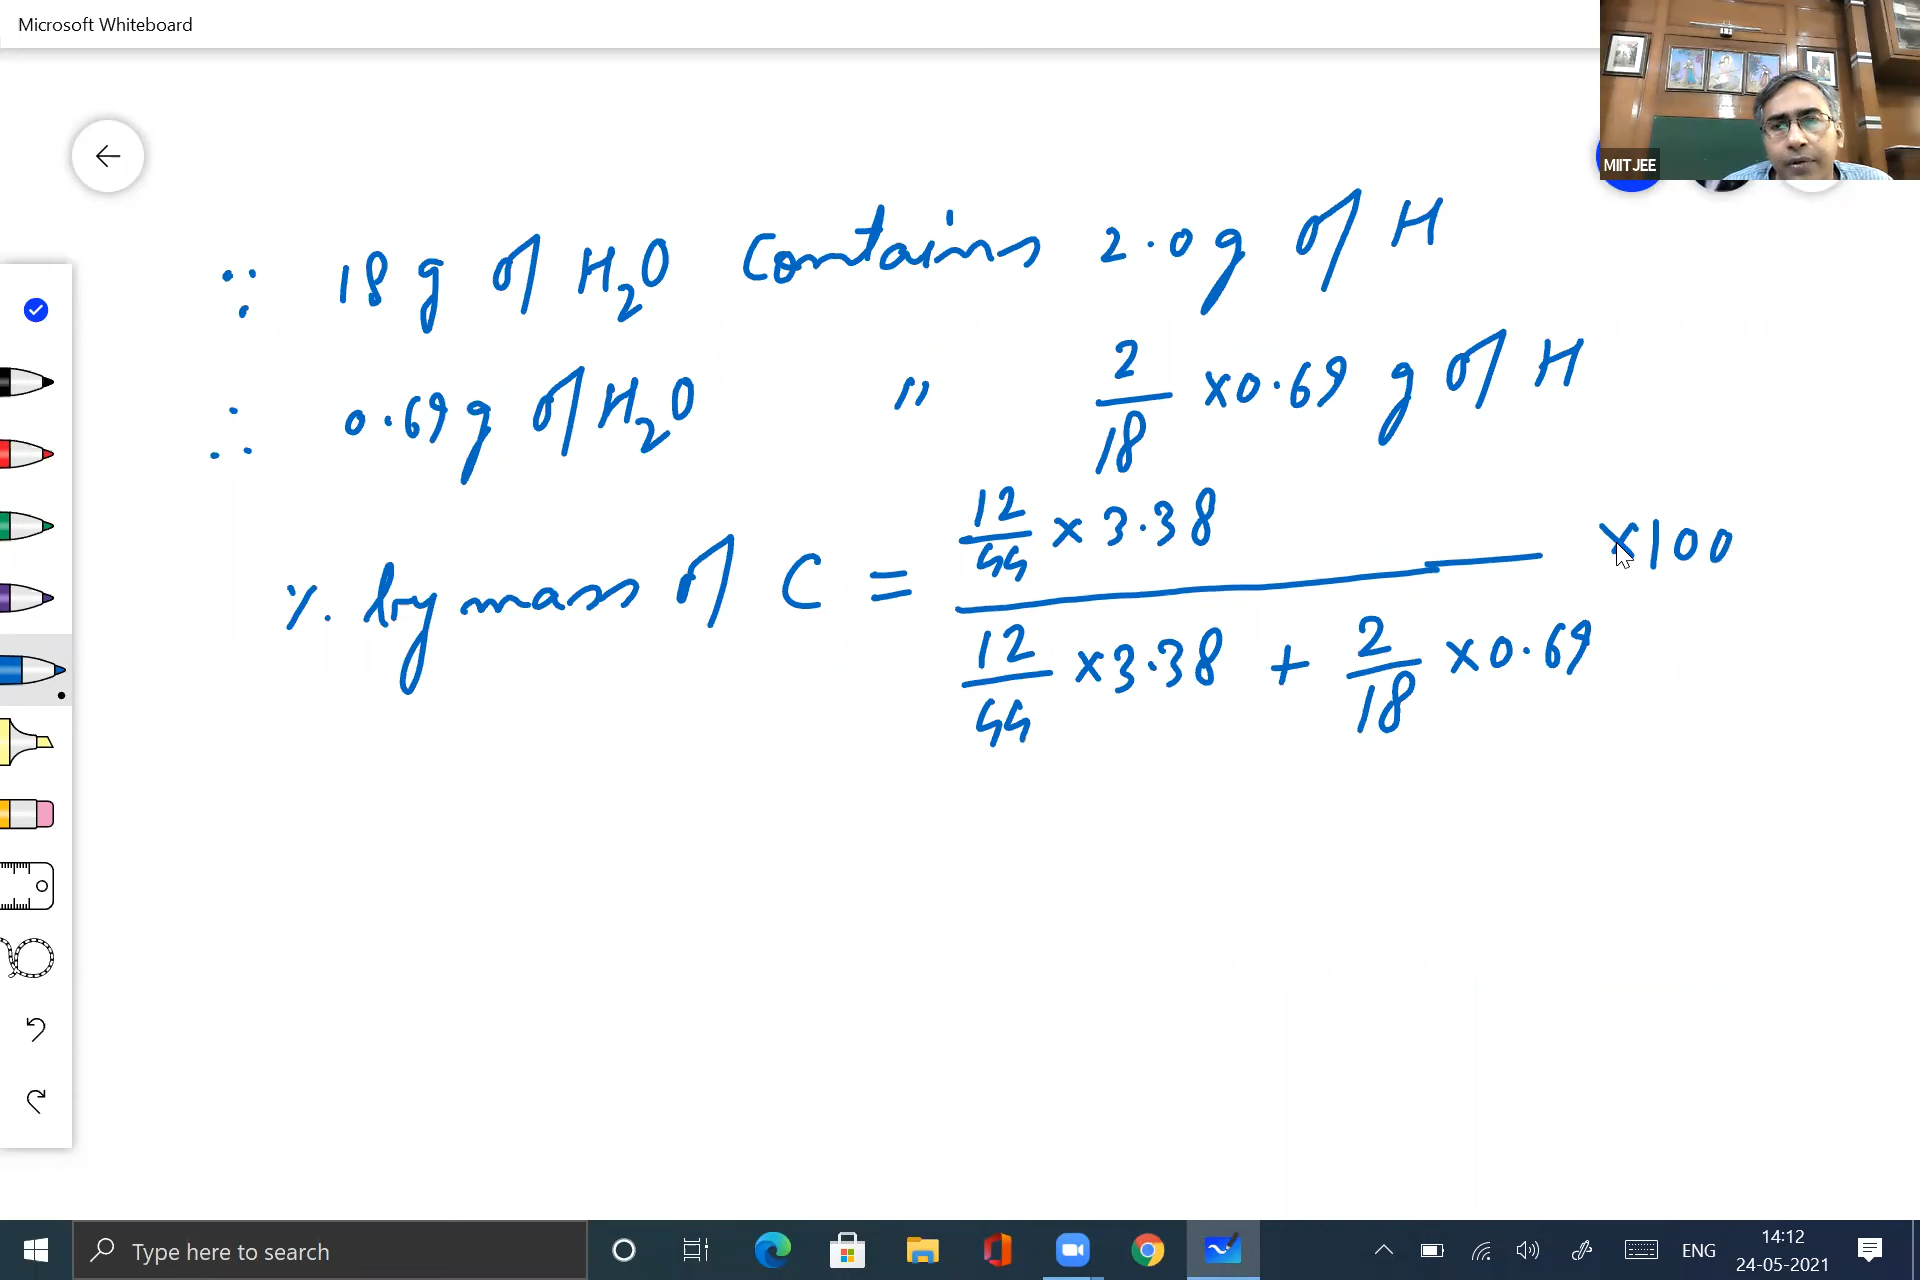 Microsoft Whiteboard
MIIT JEE
∵ 18 g of H₂O contains 2.0 g of H
∴ 0.69 g of H₂O " 2/18 × 0.69 g of H
% by mass of C = (12/44 × 3.38) / (12/44 × 3.38 + 2/18 × 0.69) × 100
Type here to search
ENG
14:12
24-05-2021